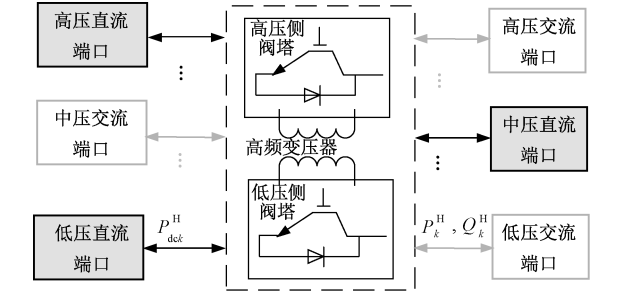 高压直流
端口
中压交流
端口
低压直流
端口
P^H_dck
高压侧
阀塔
高频变压器
低压侧
阀塔
高压交流
端口
中压直流
端口
P^H_k , Q^H_k
低压交流
端口